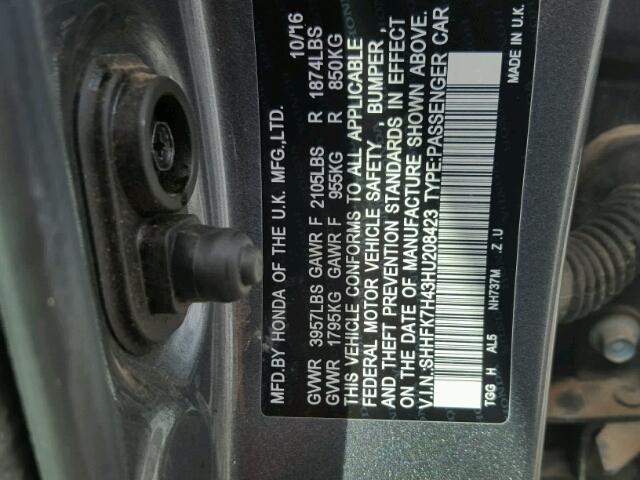 MFD.BY HONDA OF THE U.K. MFG.,LTD. 10/16
GVWR 3957LBS GAWR F 2105LBS R 1874LBS
GVWR 1795KG GAWR F 955KG R 850KG
THIS VEHICLE CONFORMS TO ALL APPLICABLE
FEDERAL MOTOR VEHICLE SAFETY, BUMPER,
AND THEFT PREVENTION STANDARDS IN EFFECT
ON THE DATE OF MANUFACTURE SHOWN ABOVE.
V.I.N.:SHHFK7H43HU208423 TYPE:PASSENGER CAR
TGG H AL5 NH737M .Z.U MADE IN U.K.